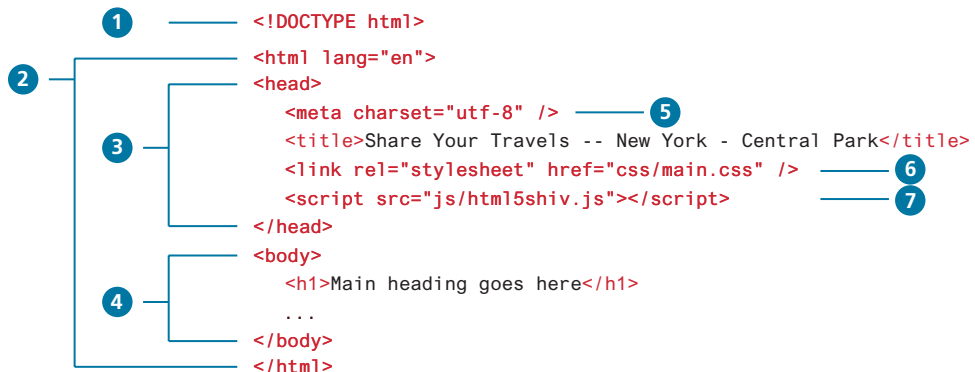 1 <!DOCTYPE html>
2 <html lang="en">
<head>
<meta charset="utf-8" /> 5
<title>Share Your Travels -- New York - Central Park</title>
3 <link rel="stylesheet" href="css/main.css" /> 6
<script src="js/html5shiv.js"></script> 7
</head>
<body>
<h1>Main heading goes here</h1>
4 ...
</body>
</html>